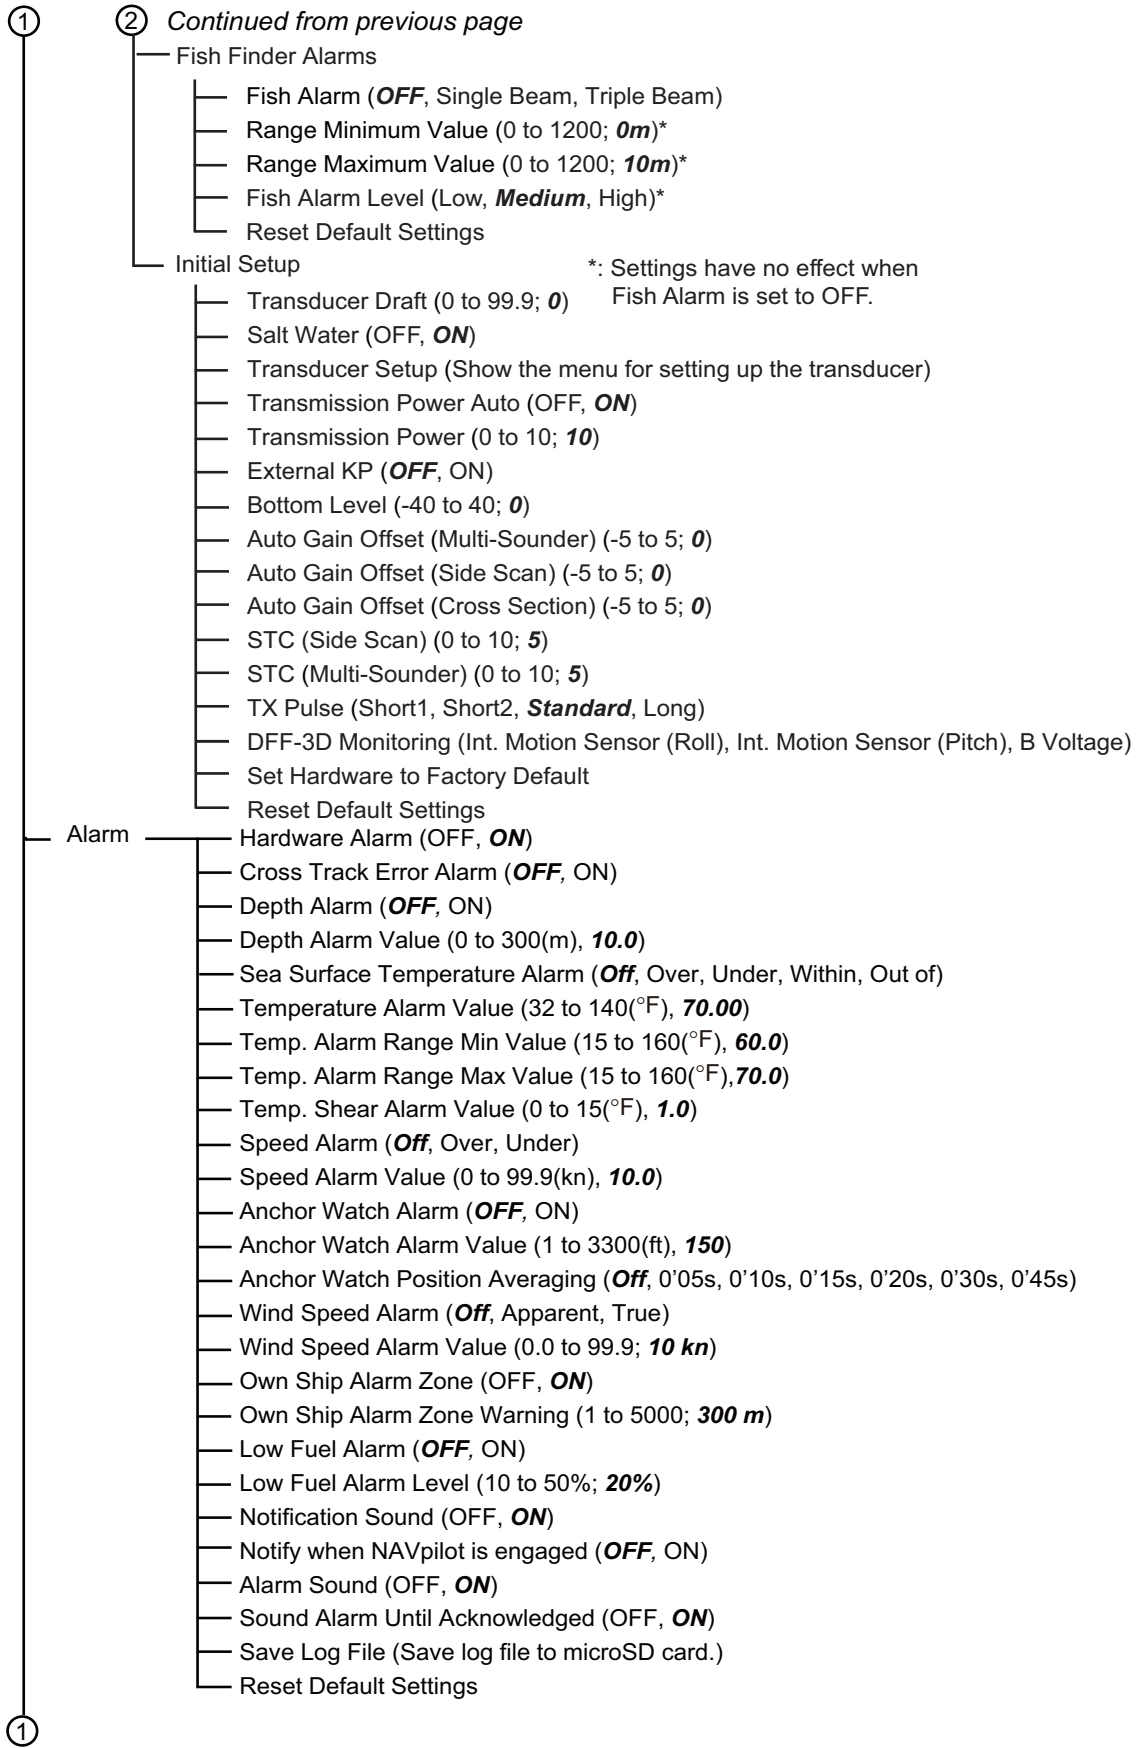 ① ② Continued from previous page
Fish Finder Alarms
Fish Alarm (OFF, Single Beam, Triple Beam)
Range Minimum Value (0 to 1200; 0m)*
Range Maximum Value (0 to 1200; 10m)*
Fish Alarm Level (Low, Medium, High)*
Reset Default Settings
Initial Setup
*: Settings have no effect when
Fish Alarm is set to OFF.
Transducer Draft (0 to 99.9; 0)
Salt Water (OFF, ON)
Transducer Setup (Show the menu for setting up the transducer)
Transmission Power Auto (OFF, ON)
Transmission Power (0 to 10; 10)
External KP (OFF, ON)
Bottom Level (-40 to 40; 0)
Auto Gain Offset (Multi-Sounder) (-5 to 5; 0)
Auto Gain Offset (Side Scan) (-5 to 5; 0)
Auto Gain Offset (Cross Section) (-5 to 5; 0)
STC (Side Scan) (0 to 10; 5)
STC (Multi-Sounder) (0 to 10; 5)
TX Pulse (Short1, Short2, Standard, Long)
DFF-3D Monitoring (Int. Motion Sensor (Roll), Int. Motion Sensor (Pitch), B Voltage)
Set Hardware to Factory Default
Reset Default Settings
Alarm
Hardware Alarm (OFF, ON)
Cross Track Error Alarm (OFF, ON)
Depth Alarm (OFF, ON)
Depth Alarm Value (0 to 300(m), 10.0)
Sea Surface Temperature Alarm (Off, Over, Under, Within, Out of)
Temperature Alarm Value (32 to 140(°F), 70.00)
Temp. Alarm Range Min Value (15 to 160(°F), 60.0)
Temp. Alarm Range Max Value (15 to 160(°F),70.0)
Temp. Shear Alarm Value (0 to 15(°F), 1.0)
Speed Alarm (Off, Over, Under)
Speed Alarm Value (0 to 99.9(kn), 10.0)
Anchor Watch Alarm (OFF, ON)
Anchor Watch Alarm Value (1 to 3300(ft), 150)
Anchor Watch Position Averaging (Off, 0’05s, 0’10s, 0’15s, 0’20s, 0’30s, 0’45s)
Wind Speed Alarm (Off, Apparent, True)
Wind Speed Alarm Value (0.0 to 99.9; 10 kn)
Own Ship Alarm Zone (OFF, ON)
Own Ship Alarm Zone Warning (1 to 5000; 300 m)
Low Fuel Alarm (OFF, ON)
Low Fuel Alarm Level (10 to 50%; 20%)
Notification Sound (OFF, ON)
Notify when NAVpilot is engaged (OFF, ON)
Alarm Sound (OFF, ON)
Sound Alarm Until Acknowledged (OFF, ON)
Save Log File (Save log file to microSD card.)
Reset Default Settings
①